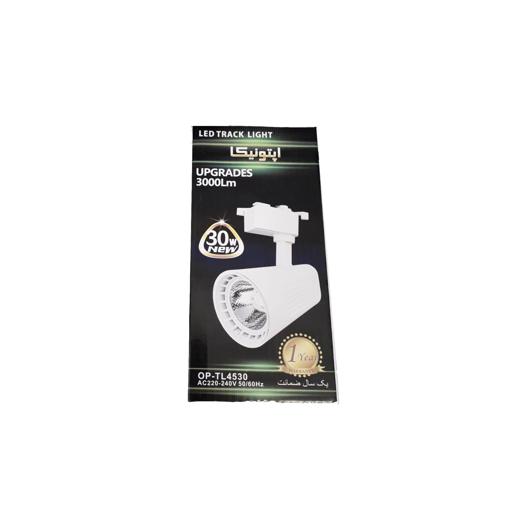 LED TRACK LIGHT
اپتونیکا
UPGRADES
3000Lm
30W
NEW
1 Year
OP-TL4530
AC220-240V 50/60Hz
یک سال ضمانت